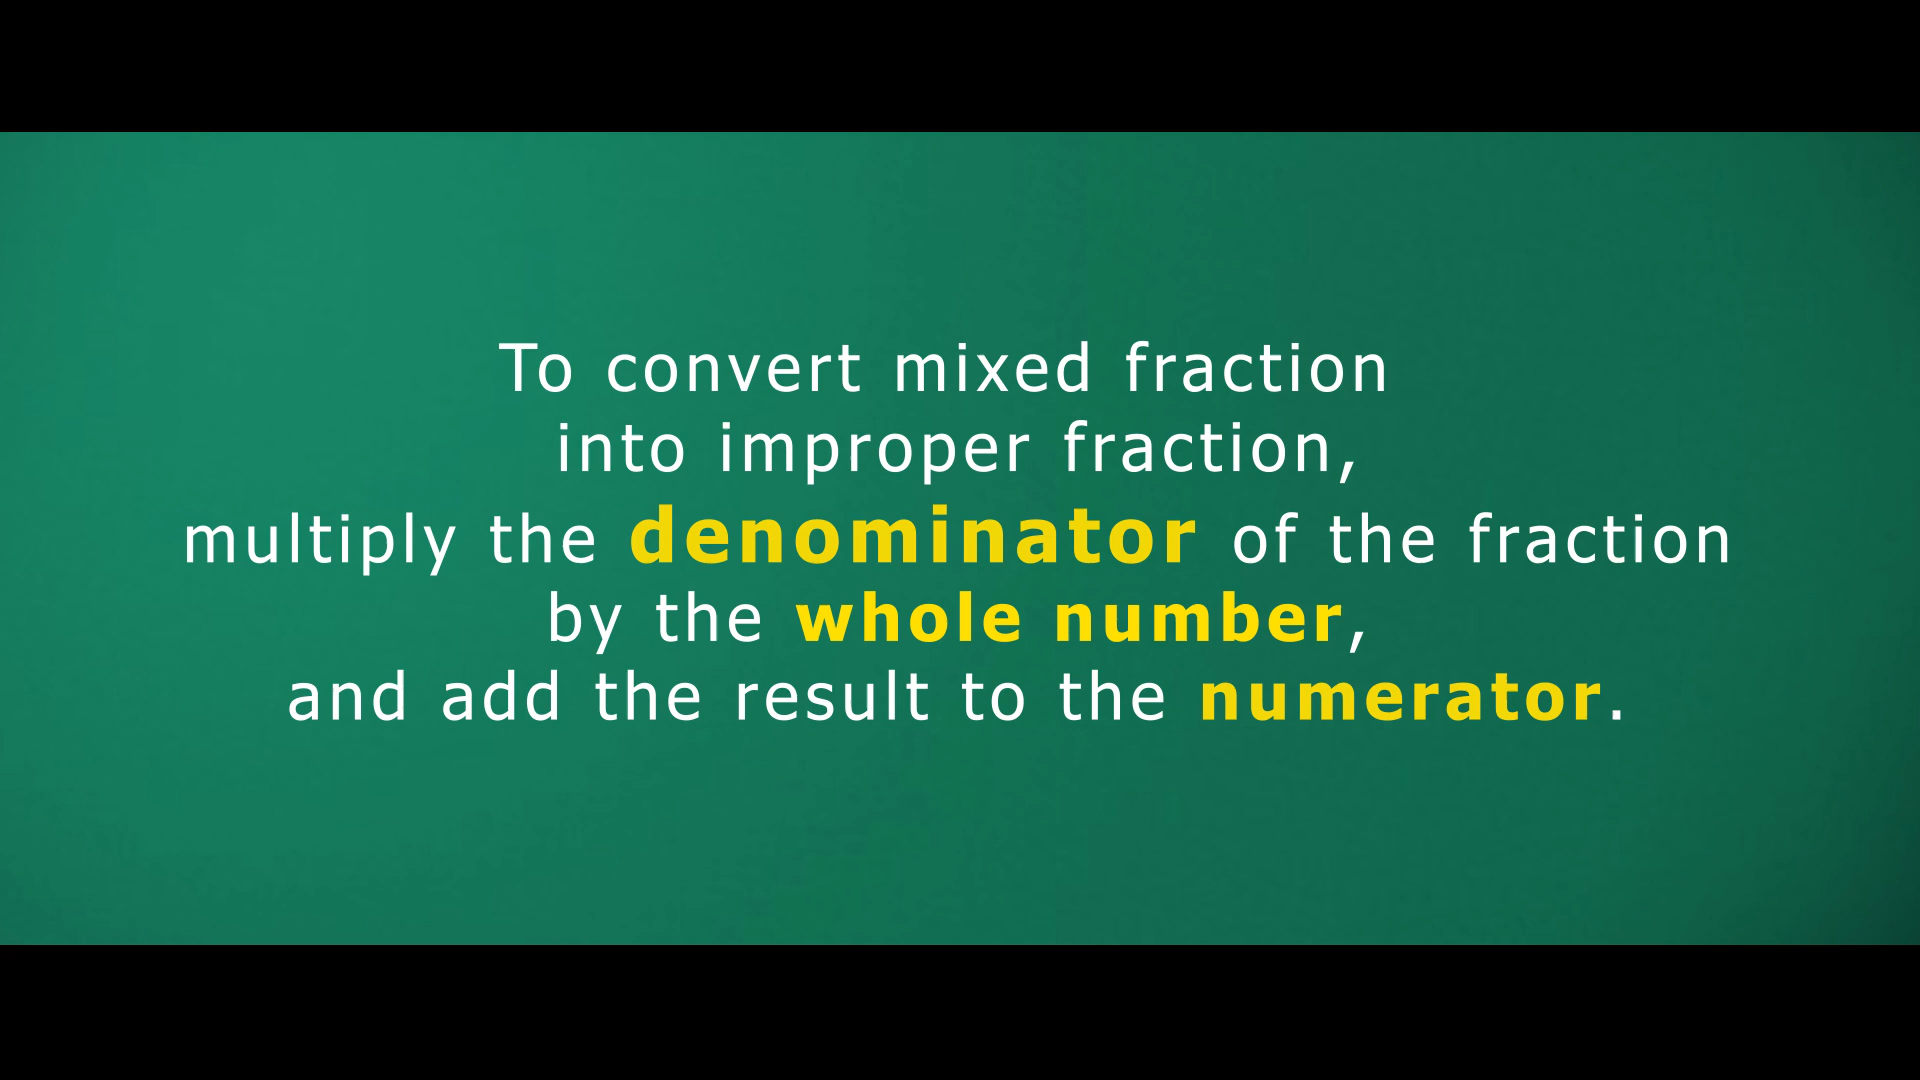 To convert mixed fraction
into improper fraction,
multiply the denominator of the fraction
by the whole number,
and add the result to the numerator.